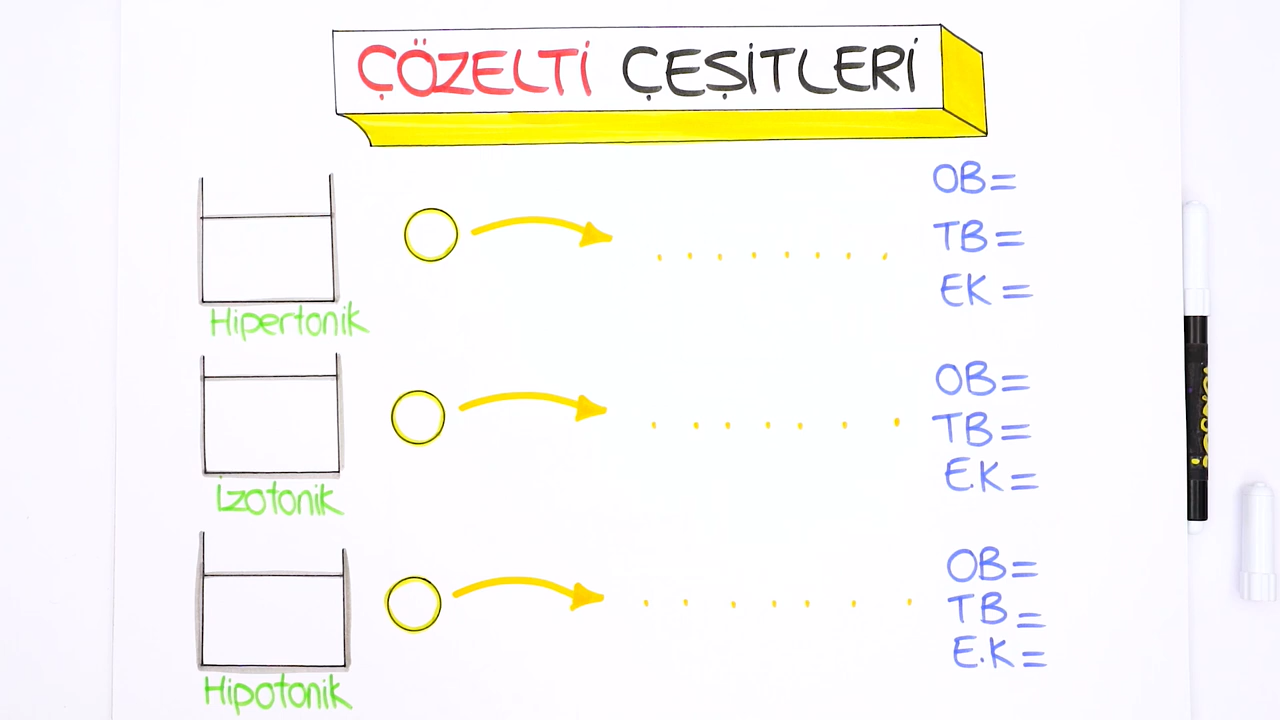 ÇÖZELTİ ÇEŞİTLERİ
OB=
TB=
EK=
Hipertonik
OB=
TB=
E.K=
İzotonik
OB=
TB=
E.K=
Hipotonik